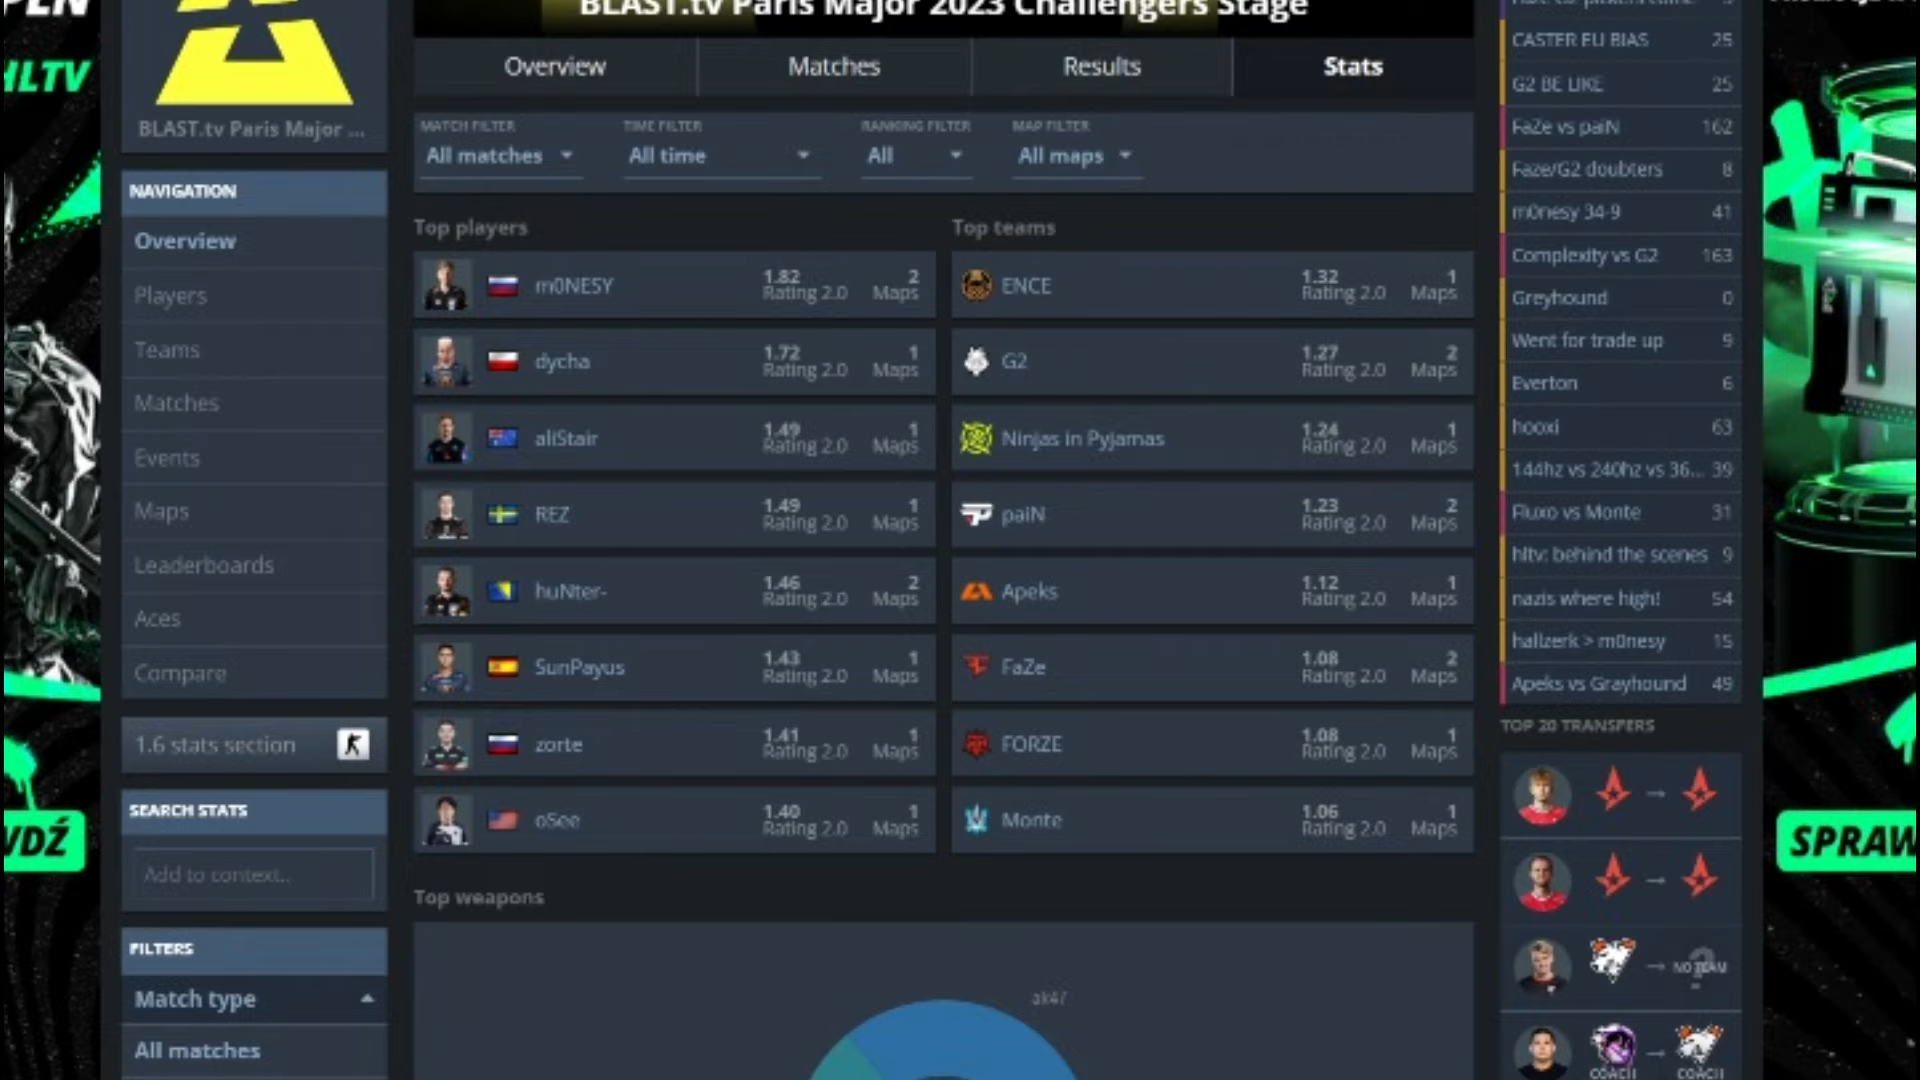 BLAST.tv Paris Major 2023 Challengers Stage
HLTV
BLAST.tv Paris Major ...
Overview
Matches
Results
Stats
MATCH FILTER
TIME FILTER
RANKING FILTER
MAP FILTER
All matches
All time
All
All maps
NAVIGATION
Overview
Players
Teams
Matches
Events
Maps
Leaderboards
Aces
Compare
1.6 stats section
SEARCH STATS
Add to context..
FILTERS
Match type
All matches
Top players
m0NESY 1.82 2
Rating 2.0 Maps
dycha 1.72 1
Rating 2.0 Maps
aliStair 1.49 1
Rating 2.0 Maps
REZ 1.49 1
Rating 2.0 Maps
huNter- 1.46 2
Rating 2.0 Maps
SunPayus 1.43 1
Rating 2.0 Maps
zorte 1.41 1
Rating 2.0 Maps
oSee 1.40 1
Rating 2.0 Maps
Top teams
ENCE 1.32 1
Rating 2.0 Maps
G2 1.27 2
Rating 2.0 Maps
Ninjas in Pyjamas 1.24 1
Rating 2.0 Maps
paiN 1.23 2
Rating 2.0 Maps
Apeks 1.12 1
Rating 2.0 Maps
FaZe 1.08 2
Rating 2.0 Maps
FORZE 1.08 1
Rating 2.0 Maps
Monte 1.06 1
Rating 2.0 Maps
Top weapons
ak47
CASTER EU BIAS 25
G2 BE LIKE 25
FaZe vs paiN 162
Faze/G2 doubters 8
m0nesy 34-9 41
Complexity vs G2 163
Greyhound 0
Went for trade up 9
Everton 6
hooxi 63
144hz vs 240hz vs 36... 39
Fluxo vs Monte 31
hltv: behind the scenes 9
nazis where high! 54
hallzerk > m0nesy 15
Apeks vs Grayhound 49
TOP 20 TRANSFERS
NO TEAM
?
COACH
COACH
WDŹ
SPRAW